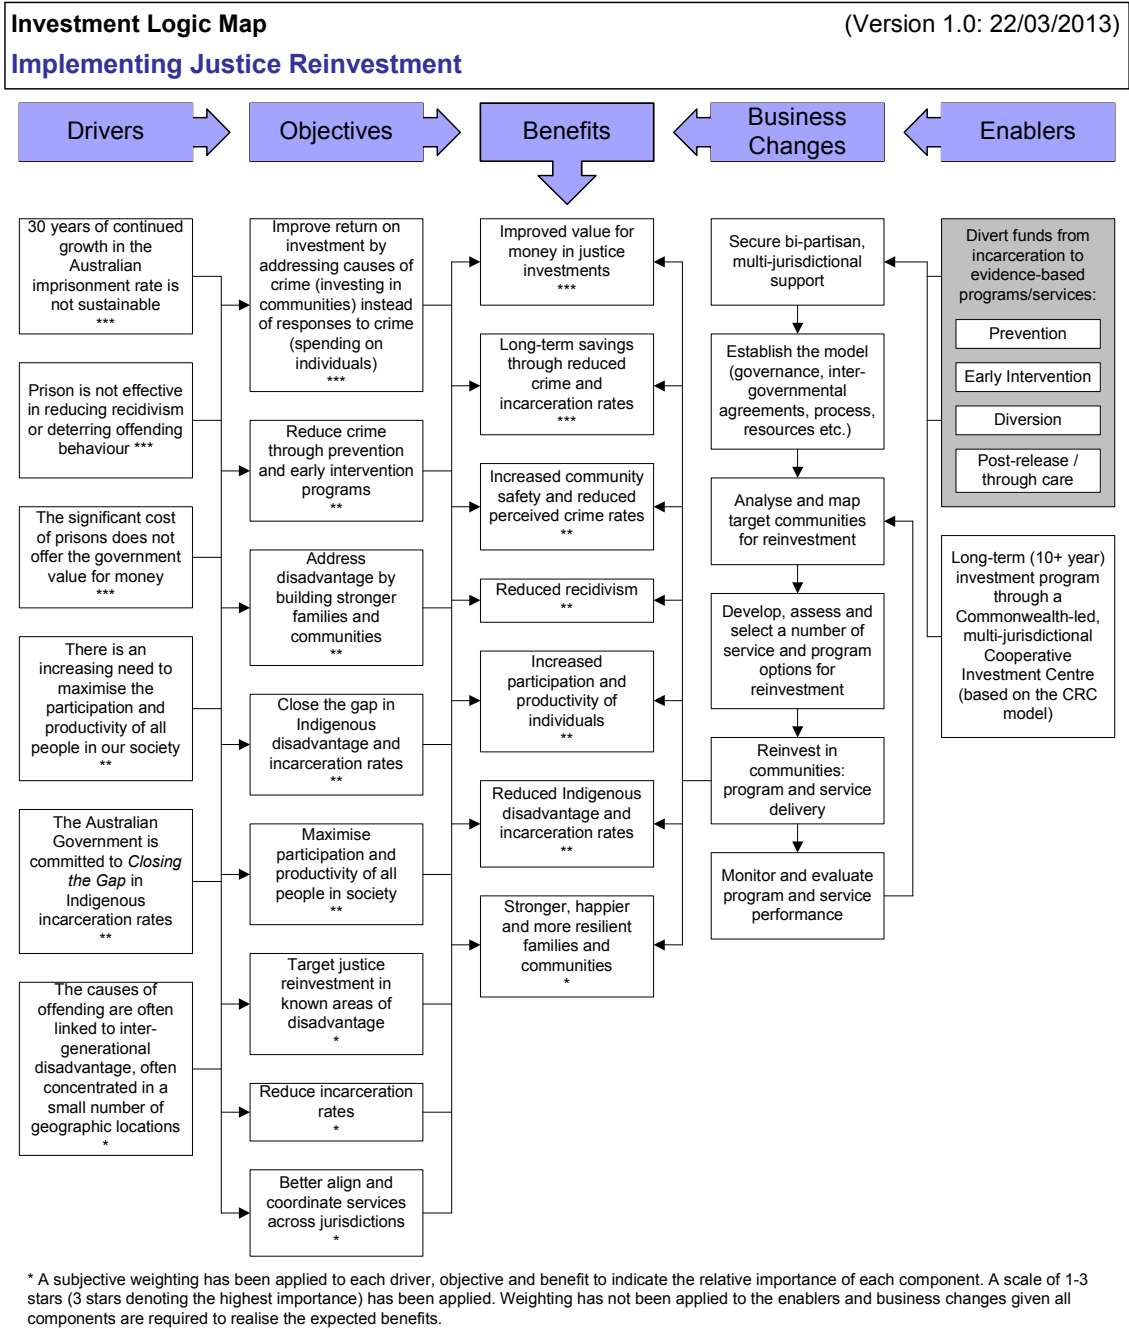 Investment Logic Map
(Version 1.0: 22/03/2013)
Implementing Justice Reinvestment
Drivers
Objectives
Benefits
Business
Changes
Enablers
30 years of continued
growth in the
Australian
imprisonment rate is
not sustainable
***
Prison is not effective
in reducing recidivism
or deterring offending
behaviour ***
The significant cost
of prisons does not
offer the government
value for money
***
There is an
increasing need to
maximise the
participation and
productivity of all
people in our society
**
The Australian
Government is
committed to Closing
the Gap in
Indigenous
incarceration rates
**
The causes of
offending are often
linked to inter-
generational
disadvantage, often
concentrated in a
small number of
geographic locations
*
Improve return on
investment by
addressing causes of
crime (investing in
communities) instead
of responses to crime
(spending on
individuals)
***
Reduce crime
through prevention
and early intervention
programs
**
Address
disadvantage by
building stronger
families and
communities
**
Close the gap in
Indigenous
disadvantage and
incarceration rates
**
Maximise
participation and
productivity of all
people in society
**
Target justice
reinvestment in
known areas of
disadvantage
*
Reduce incarceration
rates
*
Better align and
coordinate services
across jurisdictions
*
Improved value for
money in justice
investments
***
Long-term savings
through reduced
crime and
incarceration rates
***
Increased community
safety and reduced
perceived crime rates
**
Reduced recidivism
**
Increased
participation and
productivity of
individuals
**
Reduced Indigenous
disadvantage and
incarceration rates
**
Stronger, happier
and more resilient
families and
communities
*
Secure bi-partisan,
multi-jurisdictional
support
Establish the model
(governance, inter-
governmental
agreements, process,
resources etc.)
Analyse and map
target communities
for reinvestment
Develop, assess and
select a number of
service and program
options for
reinvestment
Reinvest in
communities:
program and service
delivery
Monitor and evaluate
program and service
performance
Divert funds from
incarceration to
evidence-based
programs/services:
Prevention
Early Intervention
Diversion
Post-release /
through care
Long-term (10+ year)
investment program
through a
Commonwealth-led,
multi-jurisdictional
Cooperative
Investment Centre
(based on the CRC
model)
* A subjective weighting has been applied to each driver, objective and benefit to indicate the relative importance of each component. A scale of 1-3
stars (3 stars denoting the highest importance) has been applied. Weighting has not been applied to the enablers and business changes given all
components are required to realise the expected benefits.